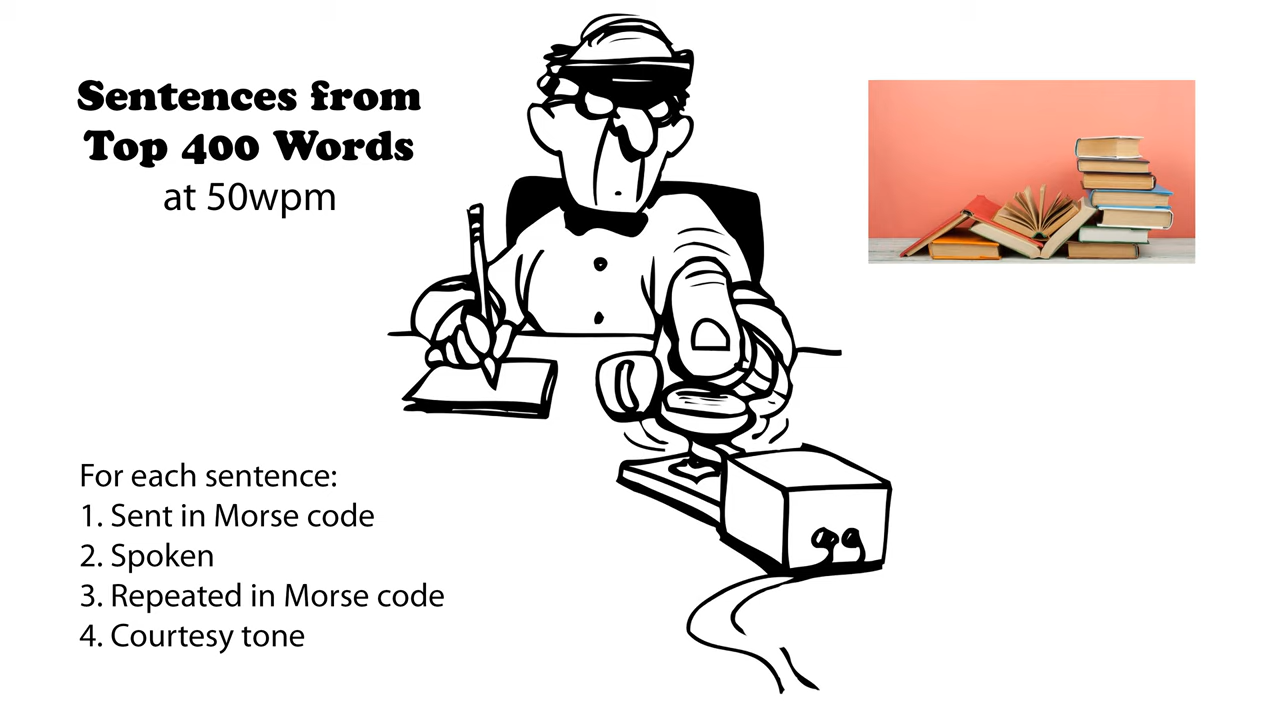 Sentences from
Top 400 Words
at 50wpm
For each sentence:
1. Sent in Morse code
2. Spoken
3. Repeated in Morse code
4. Courtesy tone